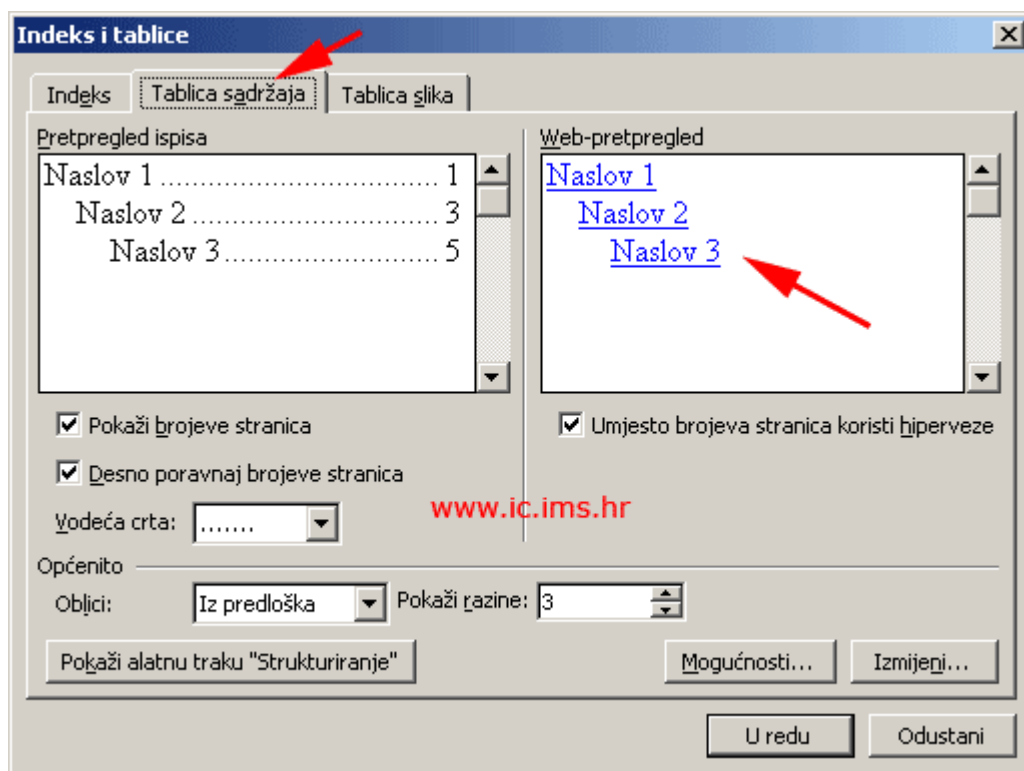 Indeks i tablice
Indeks Tablica sadržaja Tablica slika
Pretpregled ispisa
Naslov 1 .................................. 1
Naslov 2 ............................... 3
Naslov 3........................... 5
Web-pretpregled
Naslov 1
Naslov 2
Naslov 3
Pokaži brojeve stranica
Desno poravnaj brojeve stranica
Vodeća crta: .......
Umjesto brojeva stranica koristi hiperveze
www.ic.ims.hr
Općenito
Oblici: Iz predloška Pokaži razine: 3
Pokaži alatnu traku "Strukturiranje" Mogućnosti... Izmijeni...
U redu Odustani